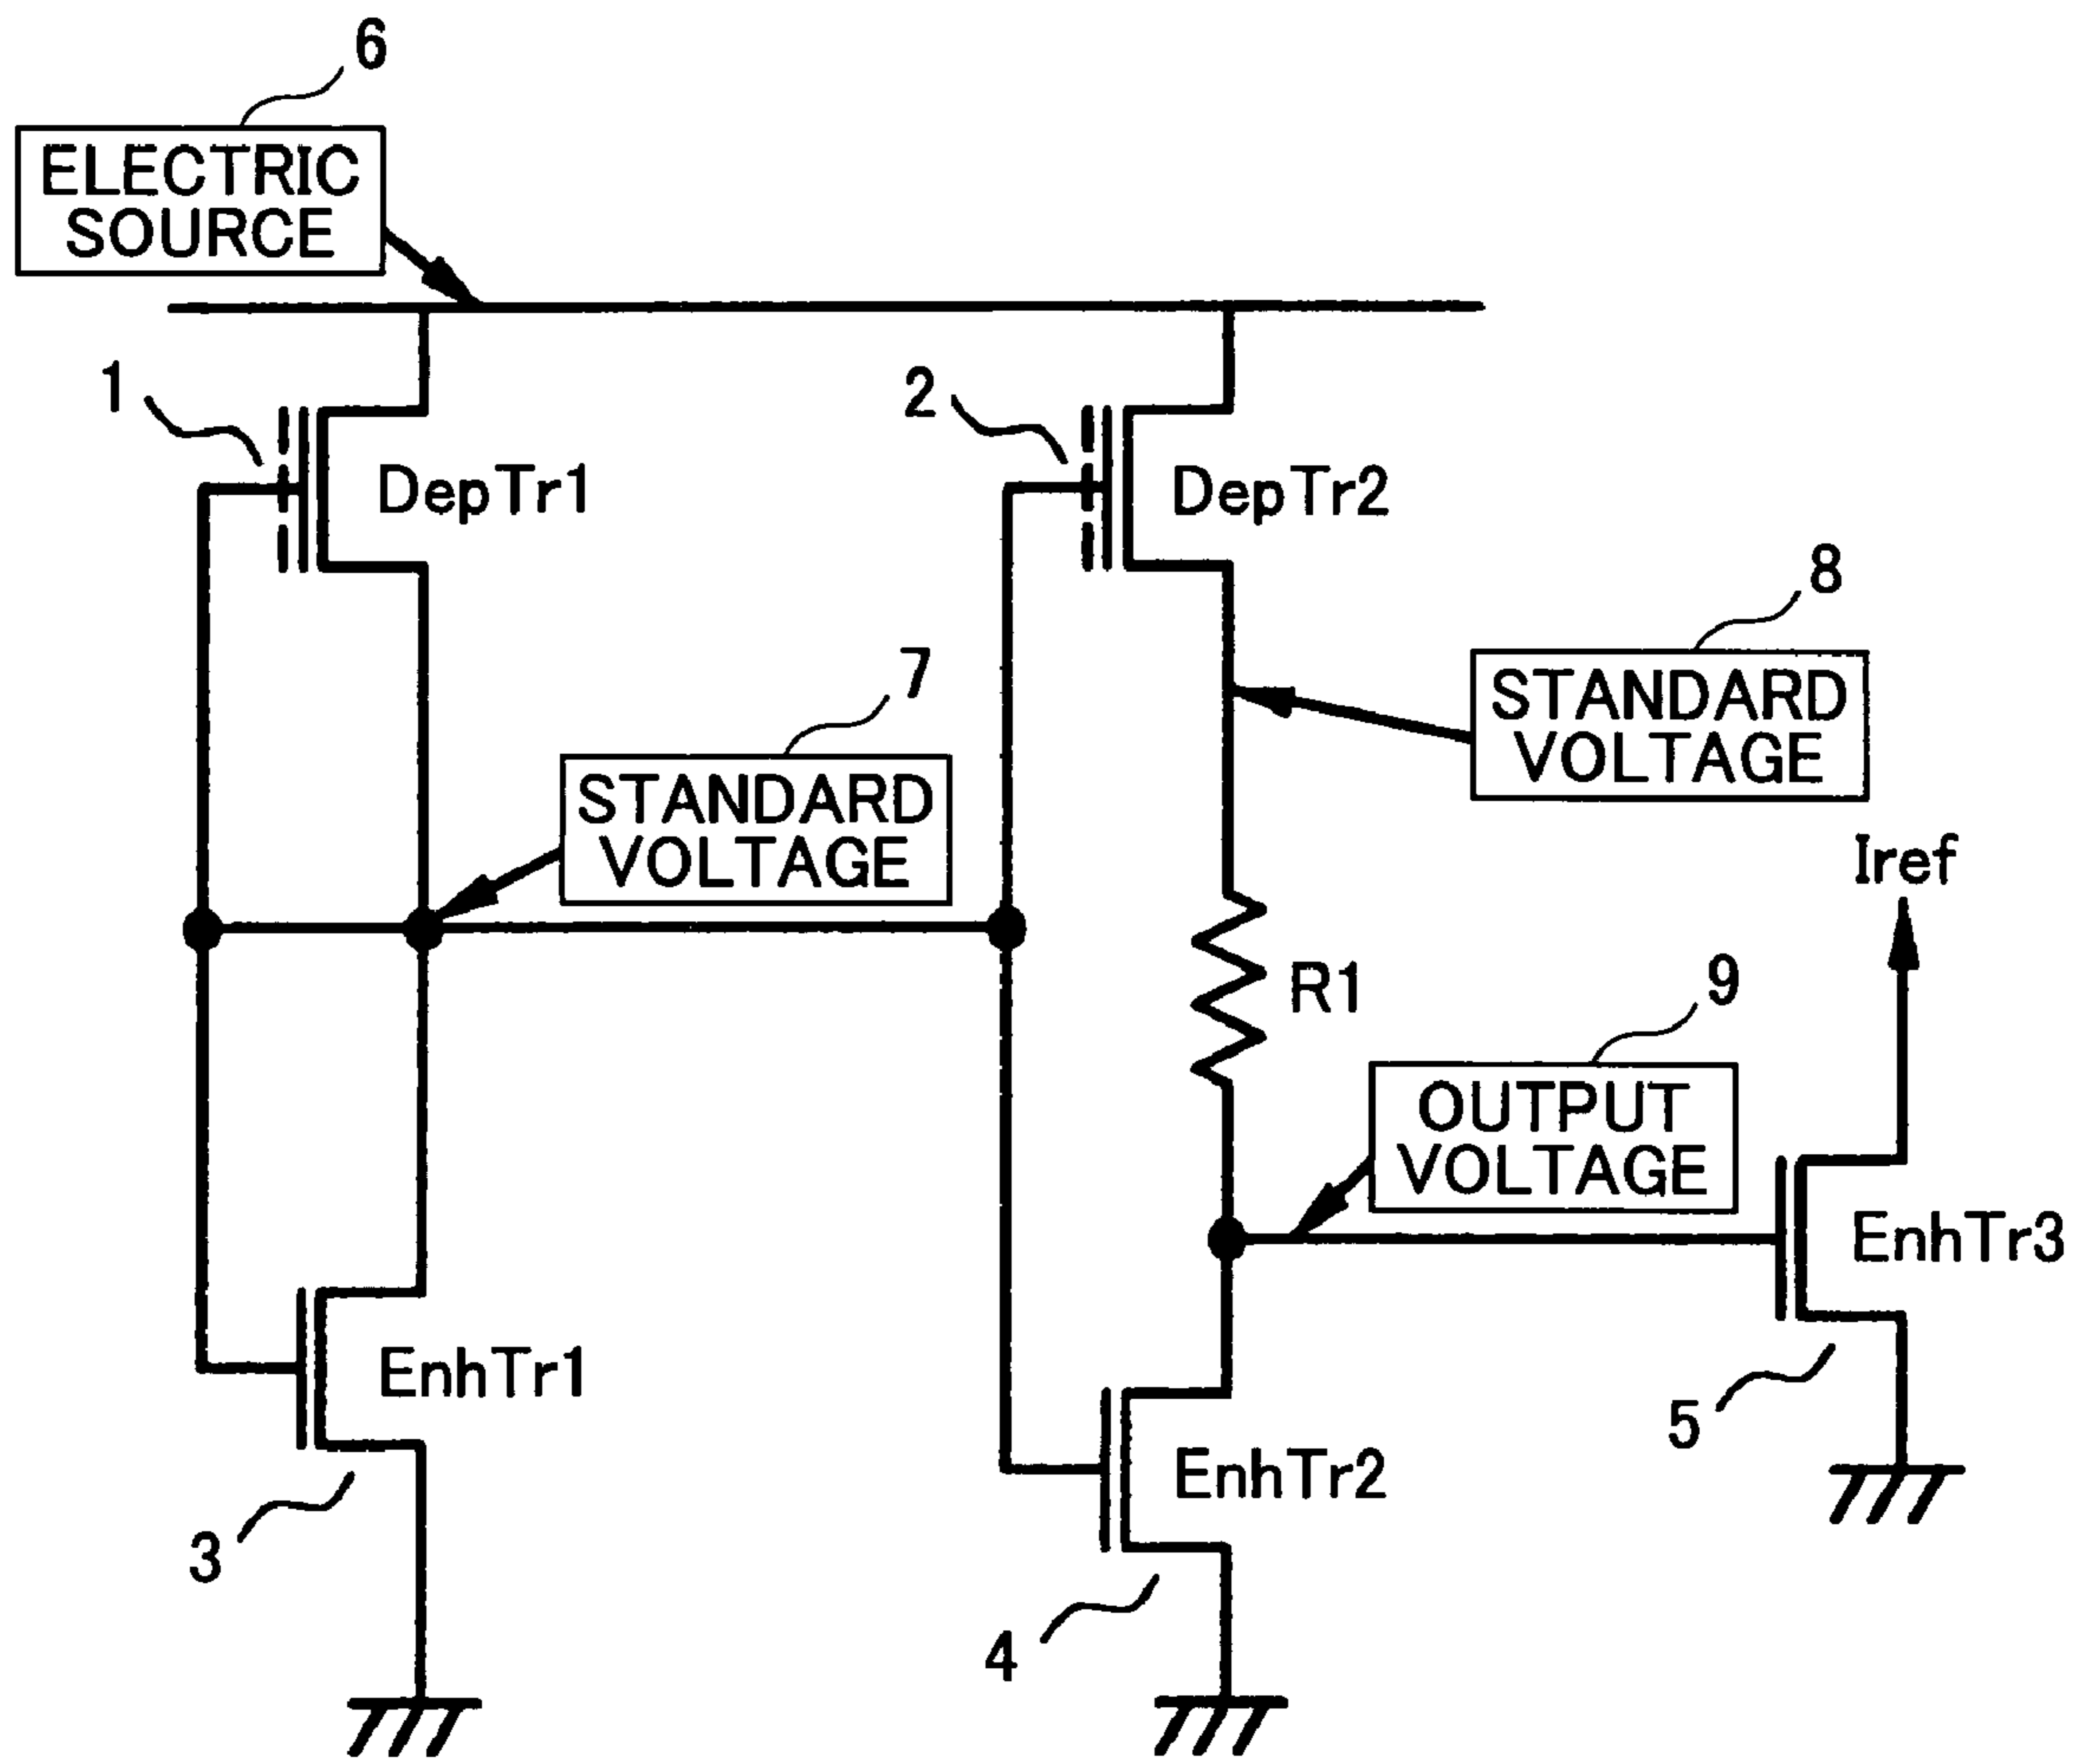 6
ELECTRIC
SOURCE
1
DepTr1
2
DepTr2
8
STANDARD
VOLTAGE
7
STANDARD
VOLTAGE
Iref
R1
9
OUTPUT
VOLTAGE
EnhTr3
5
EnhTr1
3
EnhTr2
4